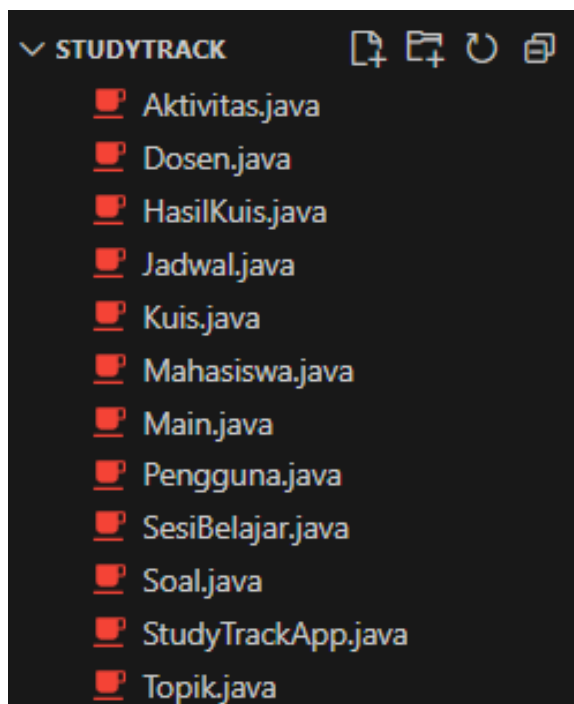 STUDYTRACK
Aktivitas.java
Dosen.java
HasilKuis.java
Jadwal.java
Kuis.java
Mahasiswa.java
Main.java
Pengguna.java
SesiBelajar.java
Soal.java
StudyTrackApp.java
Topik.java